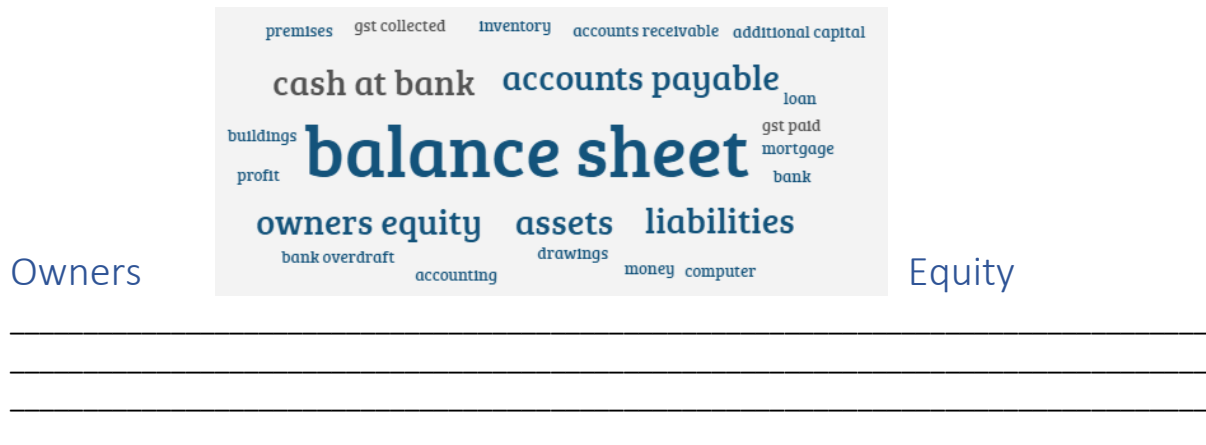 premises gst collected inventory accounts receivable additional capital
cash at bank accounts payable
loan
buildings balance sheet gst paid
mortgage
profit bank
owners equity assets liabilities
bank overdraft drawings
accounting money computer
Owners Equity